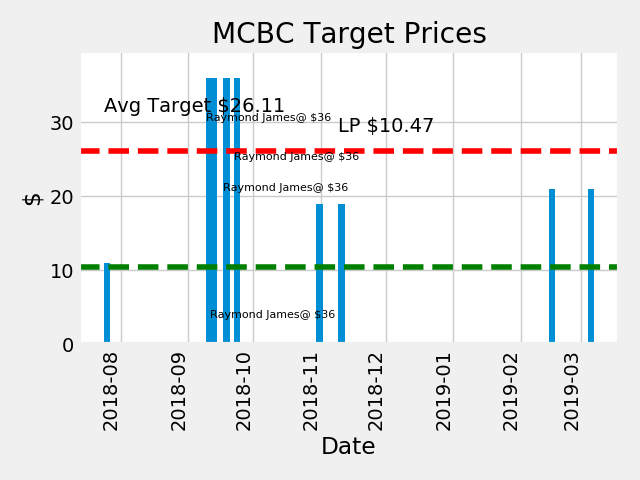 MCBC Target Prices
Avg Target $26.11
Raymond James@ $36
LP $10.47
Raymond James@ $36
Raymond James@ $36
Raymond James@ $36
$
30
20
10
0
2018-08
2018-09
2018-10
2018-11
2018-12
2019-01
2019-02
2019-03
Date